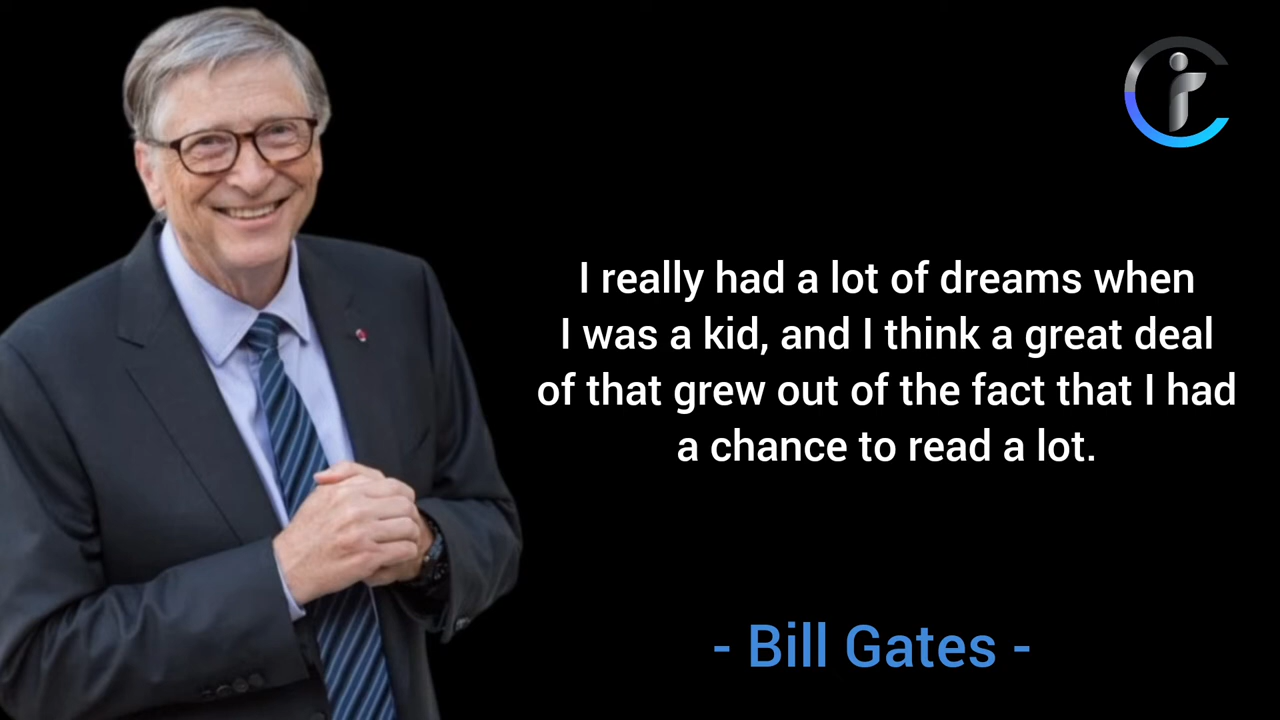 I really had a lot of dreams when
I was a kid, and I think a great deal
of that grew out of the fact that I had
a chance to read a lot.
- Bill Gates -